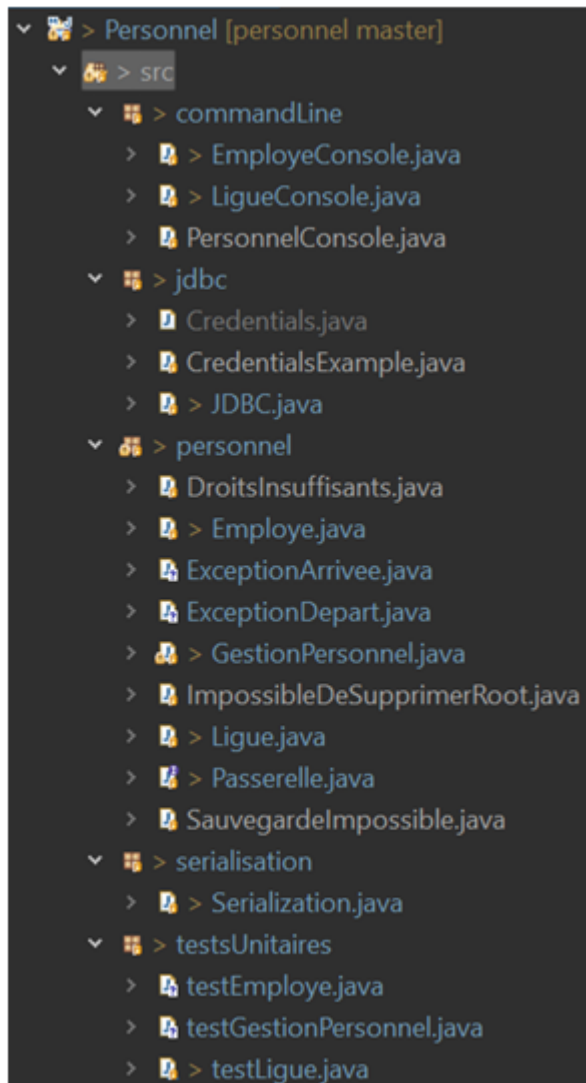 > Personnel [personnel master]
> src
> commandLine
> EmployeConsole.java
> LigueConsole.java
PersonnelConsole.java
> jdbc
Credentials.java
CredentialsExample.java
> JDBC.java
> personnel
DroitsInsuffisants.java
> Employe.java
ExceptionArrivee.java
ExceptionDepart.java
> GestionPersonnel.java
ImpossibleDeSupprimerRoot.java
> Ligue.java
> Passerelle.java
SauvegardeImpossible.java
> serialisation
> Serialization.java
> testsUnitaires
testEmploye.java
testGestionPersonnel.java
> testLigue.java